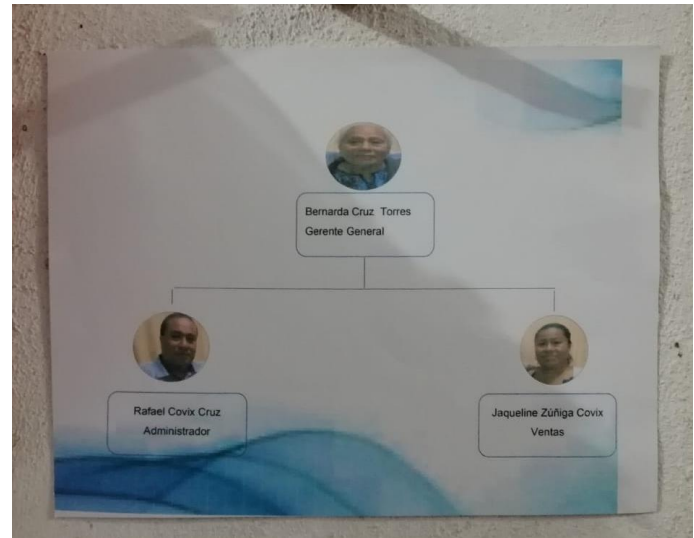 Bernarda Cruz Torres
Gerente General
Rafael Covix Cruz
Administrador
Jaqueline Zúñiga Covix
Ventas